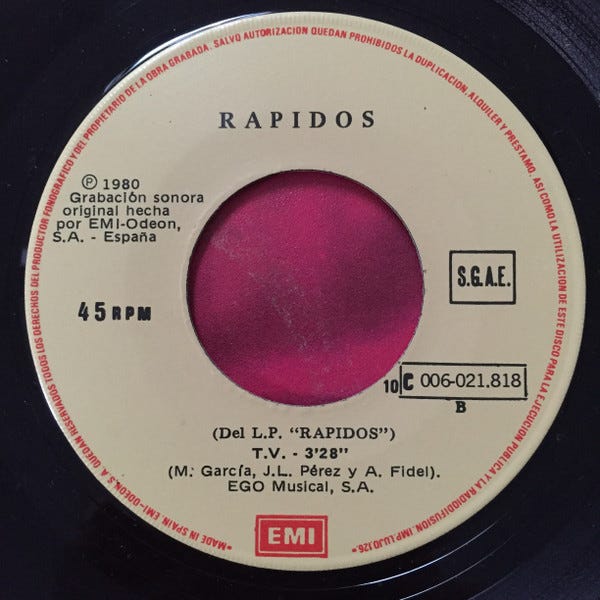 MADE IN SPAIN EMI-ODEON, S.A. QUEDAN RESERVADOS TODOS LOS DERECHOS DEL PRODUCTOR FONOGRAFICO Y DEL PROPIETARIO DE LA OBRA GRABADA. SALVO AUTORIZACION QUEDAN PROHIBIDOS LA DUPLICACION, ALQUILER Y PRESTAMO, ASI COMO LA UTILIZACION DE ESTE DISCO PARA LA EJECUCION PUBLICA Y LA RADIODIFUSION. IMP LUJO 126.
RAPIDOS
Ⓟ 1980
Grabación sonora
original hecha
por EMI-Odeon,
S.A. - España
S.G.A.E.
45 RPM
10 C 006-021.818
B
(Del L.P. "RAPIDOS")
T.V. - 3'28"
(M. García, J.L. Pérez y A. Fidel).
EGO Musical, S.A.
EMI